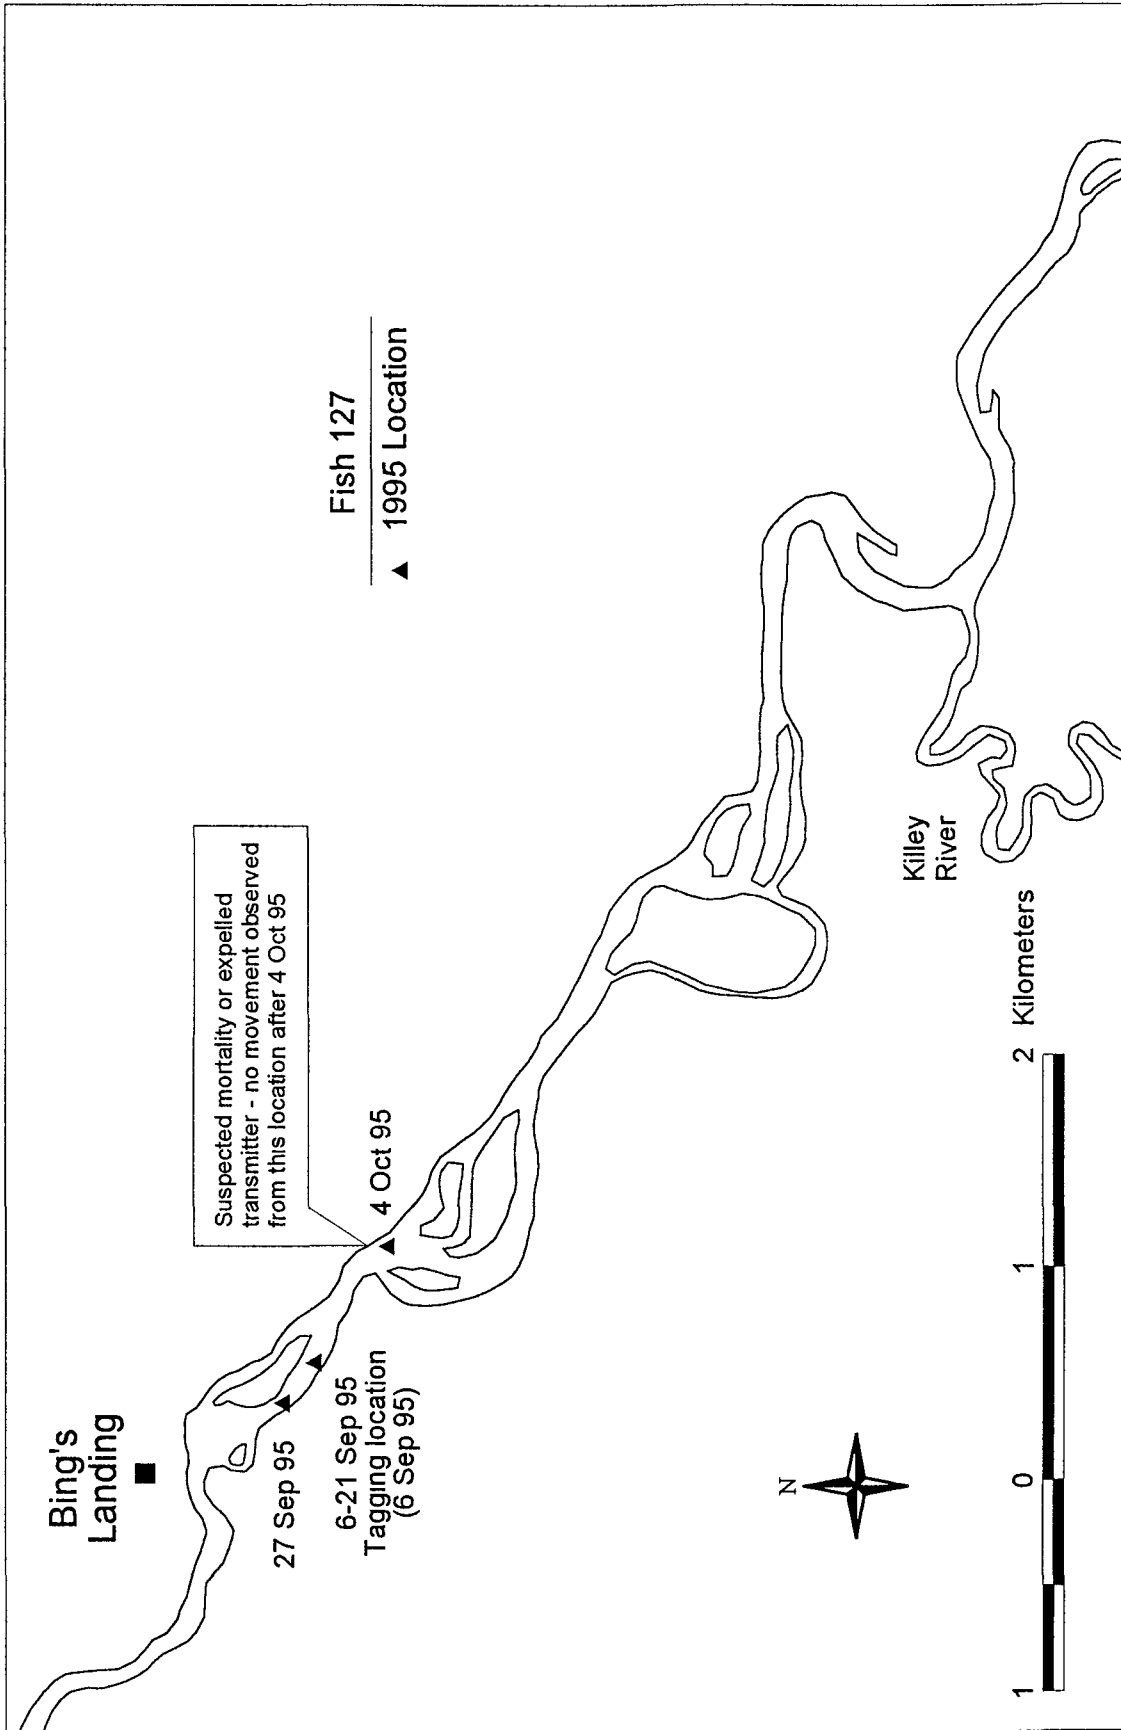 Bing's
Landing
Suspected mortality or expelled
transmitter - no movement observed
from this location after 4 Oct 95
4 Oct 95
27 Sep 95
6-21 Sep 95
Tagging location
(6 Sep 95)
Fish 127
▲ 1995 Location
Killey
River
N
1 0 1 2 Kilometers